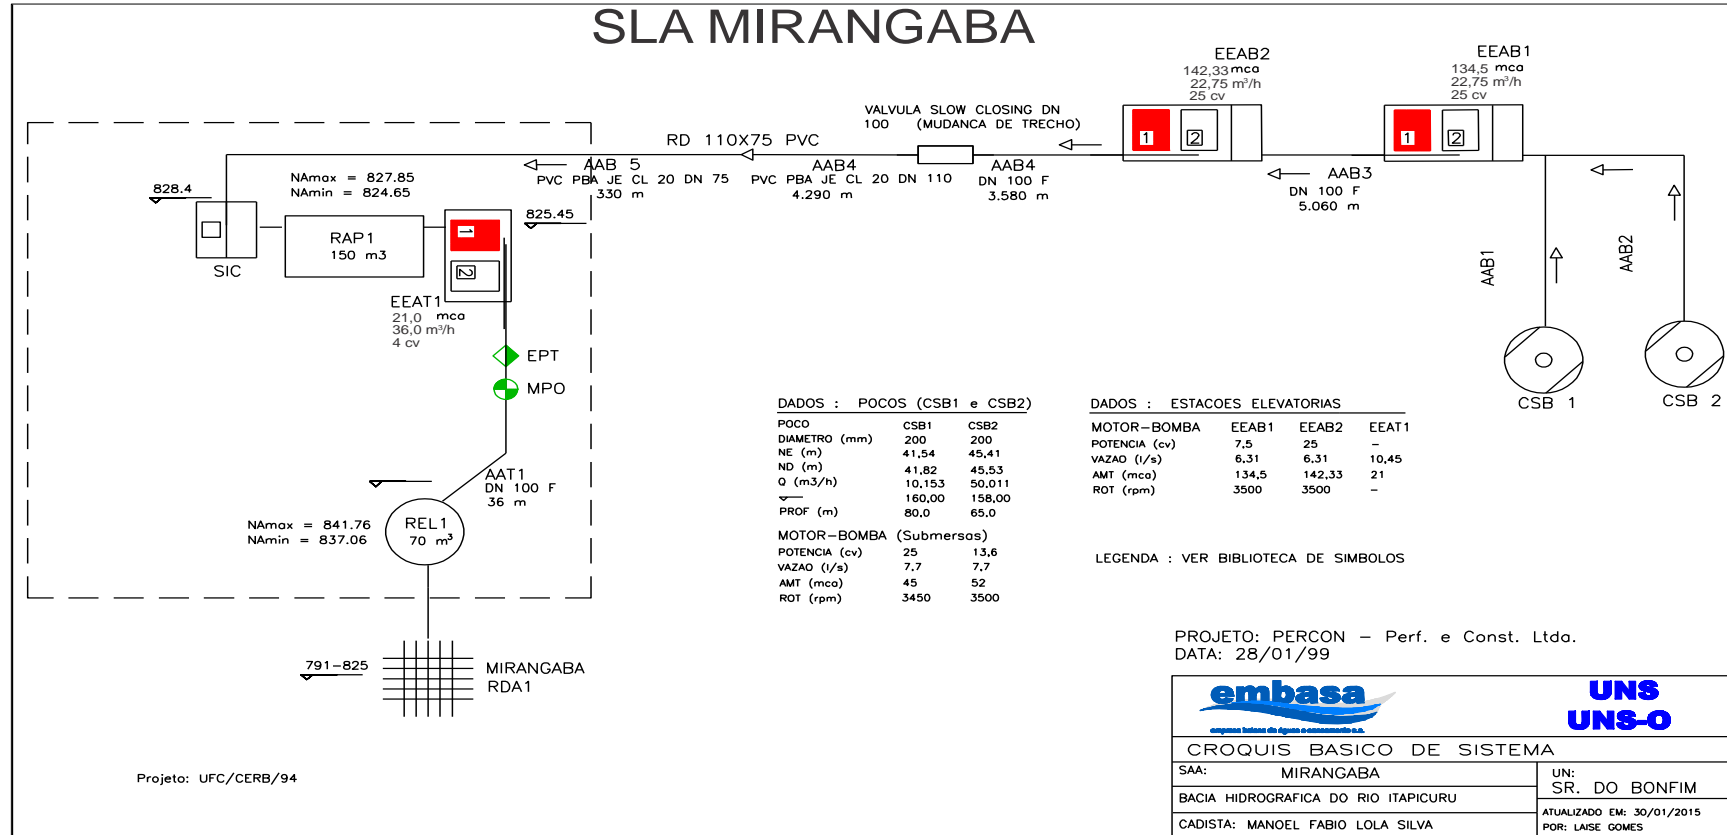 SLA MIRANGABA
EEAB2
142,33 mca
22,75 m³/h
25 cv
EEAB1
134,5 mca
22,75 m³/h
25 cv
VALVULA SLOW CLOSING DN
100 (MUDANCA DE TRECHO)
1
2
1
2
RD 110X75 PVC
AAB 5
PVC PBA JE CL 20 DN 75
330 m
AAB4
PVC PBA JE CL 20 DN 110
4.290 m
AAB4
DN 100 F
3.580 m
AAB3
DN 100 F
5.060 m
NAmax = 827.85
NAmin = 824.65
828.4
825.45
SIC
RAP1
150 m3
1
2
EEAT1
21,0 mca
36,0 m³/h
4 cv
AAB1
AAB2
CSB 1
CSB 2
EPT
MPO
AAT1
DN 100 F
36 m
NAmax = 841.76
NAmin = 837.06
REL1
70 m³
791-825
MIRANGABA
RDA1
DADOS : POCOS (CSB1 e CSB2)
POCO CSB1 CSB2
DIAMETRO (mm) 200 200
NE (m) 41,54 45,41
ND (m) 41,82 45,53
Q (m3/h) 10,153 50,011
160,00 158,00
PROF (m) 80,0 65,0
MOTOR-BOMBA (Submersas)
POTENCIA (cv) 25 13,6
VAZAO (l/s) 7,7 7,7
AMT (mca) 45 52
ROT (rpm) 3450 3500
DADOS : ESTACOES ELEVATORIAS
MOTOR-BOMBA EEAB1 EEAB2 EEAT1
POTENCIA (cv) 7,5 25 -
VAZAO (l/s) 6,31 6,31 10,45
AMT (mca) 134,5 142,33 21
ROT (rpm) 3500 3500 -
LEGENDA : VER BIBLIOTECA DE SIMBOLOS
PROJETO: PERCON - Perf. e Const. Ltda.
DATA: 28/01/99
embasa
empresa baiana de águas e saneamento s.a.
UNS
UNS-O
CROQUIS BASICO DE SISTEMA
SAA: MIRANGABA
UN:
SR. DO BONFIM
BACIA HIDROGRAFICA DO RIO ITAPICURU
CADISTA: MANOEL FABIO LOLA SILVA
ATUALIZADO EM: 30/01/2015
POR: LAISE GOMES
Projeto: UFC/CERB/94